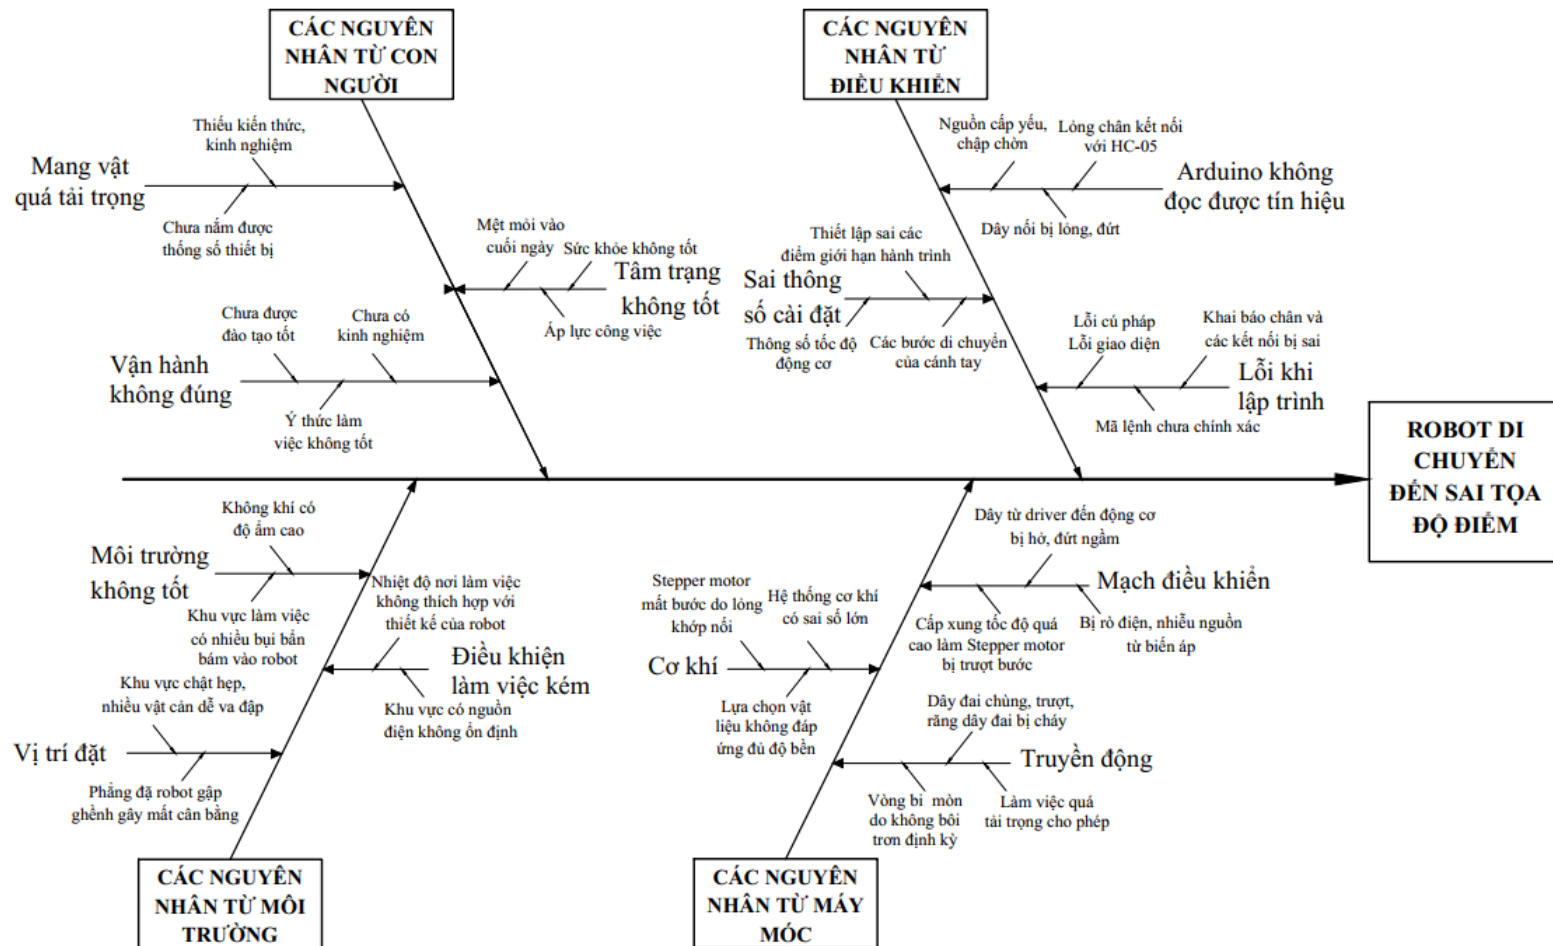 CÁC NGUYÊN
NHÂN TỪ CON
NGƯỜI
CÁC NGUYÊN
NHÂN TỪ
ĐIỀU KHIỂN
Thiếu kiến thức,
kinh nghiệm
Mang vật
quá tải trọng
Chưa nắm được
thống số thiết bị
Mệt mỏi vào
cuối ngày
Sức khỏe không tốt
Tâm trạng
không tốt
Áp lực công việc
Chưa được
đào tạo tốt
Chưa có
kinh nghiệm
Vận hành
không đúng
Ý thức làm
việc không tốt
Nguồn cấp yếu,
chập chờn
Lỏng chân kết nối
với HC-05
Arduino không
đọc được tín hiệu
Dây nối bị lỏng, đứt
Thiết lập sai các
điểm giới hạn hành trình
Sai thông
số cài đặt
Thông số tốc độ
động cơ
Các bước di chuyển
của cánh tay
Lỗi cú pháp
Lỗi giao diện
Khai báo chân và
các kết nối bị sai
Lỗi khi
lập trình
Mã lệnh chưa chính xác
ROBOT DI
CHUYỂN
ĐẾN SAI TỌA
ĐỘ ĐIỂM
Không khí có
độ ẩm cao
Môi trường
không tốt
Khu vực làm việc
có nhiều bụi bẩn
bám vào robot
Nhiệt độ nơi làm việc
không thích hợp với
thiết kế của robot
Điều khiện
làm việc kém
Khu vực có nguồn
điện không ổn định
Khu vực chật hẹp,
nhiều vật cản dễ va đập
Vị trí đặt
Phẳng đặ robot gập
ghềnh gây mất cân bằng
Dây từ driver đến động cơ
bị hở, đứt ngầm
Mạch điều khiển
Cấp xung tốc độ quá
cao làm Stepper motor
bị trượt bước
Bị rò điện, nhiễu nguồn
từ biến áp
Stepper motor
mất bước do lỏng
khớp nối
Hệ thống cơ khí
có sai số lớn
Cơ khí
Lựa chọn vật
liệu không đáp
ứng đủ độ bền
Dây đai chùng, trượt,
răng dây đai bị cháy
Truyền động
Vòng bi mòn
do không bôi
trơn định kỳ
Làm việc quá
tải trọng cho phép
CÁC NGUYÊN
NHÂN TỪ MÔI
TRƯỜNG
CÁC NGUYÊN
NHÂN TỪ MÁY
MÓC